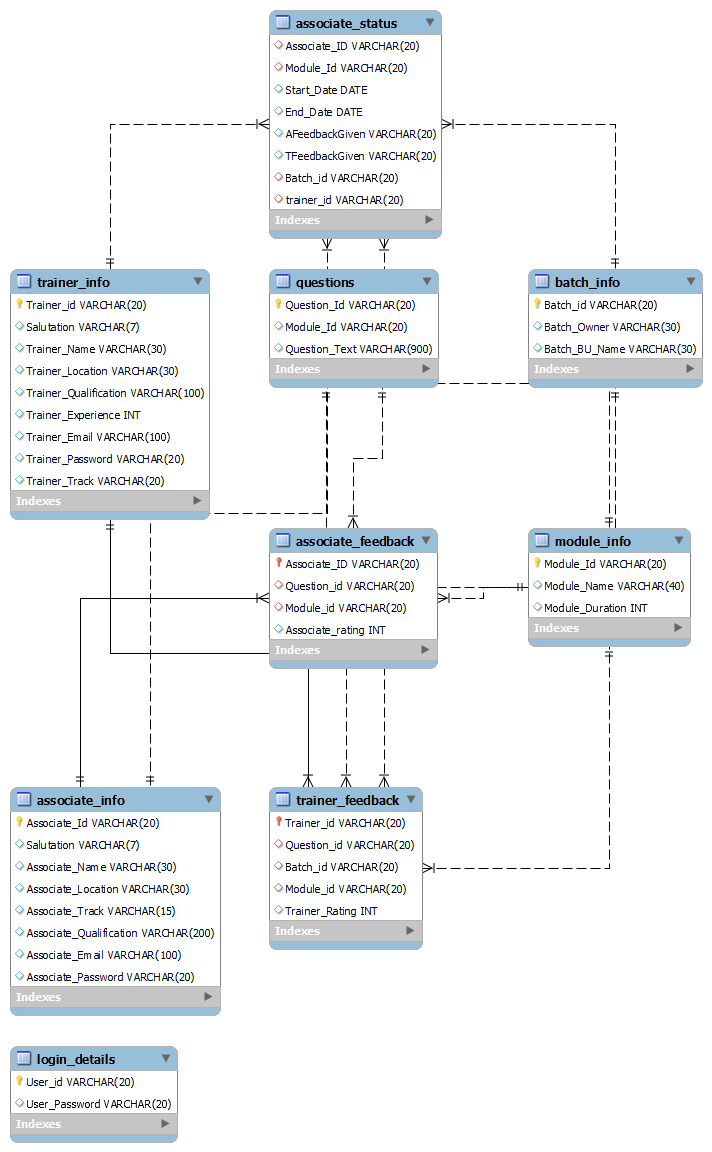 associate_status
Associate_ID VARCHAR(20)
Module_Id VARCHAR(20)
Start_Date DATE
End_Date DATE
AFeedbackGiven VARCHAR(20)
TFeedbackGiven VARCHAR(20)
Batch_id VARCHAR(20)
trainer_id VARCHAR(20)
Indexes
trainer_info
Trainer_id VARCHAR(20)
Salutation VARCHAR(7)
Trainer_Name VARCHAR(30)
Trainer_Location VARCHAR(30)
Trainer_Qualification VARCHAR(100)
Trainer_Experience INT
Trainer_Email VARCHAR(100)
Trainer_Password VARCHAR(20)
Trainer_Track VARCHAR(20)
Indexes
questions
Question_Id VARCHAR(20)
Module_Id VARCHAR(20)
Question_Text VARCHAR(900)
Indexes
batch_info
Batch_id VARCHAR(20)
Batch_Owner VARCHAR(30)
Batch_BU_Name VARCHAR(30)
Indexes
associate_feedback
Associate_ID VARCHAR(20)
Question_id VARCHAR(20)
Module_id VARCHAR(20)
Associate_rating INT
Indexes
module_info
Module_Id VARCHAR(20)
Module_Name VARCHAR(40)
Module_Duration INT
Indexes
associate_info
Associate_Id VARCHAR(20)
Salutation VARCHAR(7)
Associate_Name VARCHAR(30)
Associate_Location VARCHAR(30)
Associate_Track VARCHAR(15)
Associate_Qualification VARCHAR(200)
Associate_Email VARCHAR(100)
Associate_Password VARCHAR(20)
Indexes
trainer_feedback
Trainer_id VARCHAR(20)
Question_id VARCHAR(20)
Batch_id VARCHAR(20)
Module_id VARCHAR(20)
Trainer_Rating INT
Indexes
login_details
User_id VARCHAR(20)
User_Password VARCHAR(20)
Indexes